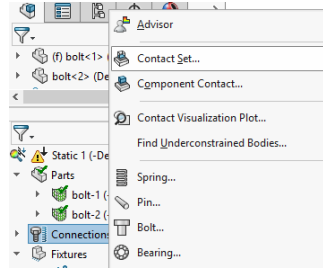 (f) bolt<1> (
bolt<2> (De
Static 1 (-De
Parts
bolt-1 (-
bolt-2 (-
Connections
Fixtures
Advisor
Contact Set...
Component Contact...
Contact Visualization Plot...
Find Underconstrained Bodies...
Spring...
Pin...
Bolt...
Bearing...